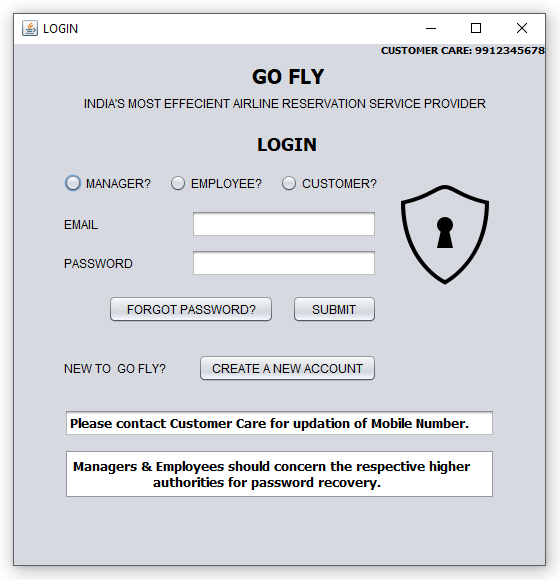 LOGIN
CUSTOMER CARE: 9912345678
GO FLY
INDIA'S MOST EFFECIENT AIRLINE RESERVATION SERVICE PROVIDER
LOGIN
MANAGER? EMPLOYEE? CUSTOMER?
EMAIL
PASSWORD
FORGOT PASSWORD? SUBMIT
NEW TO GO FLY? CREATE A NEW ACCOUNT
Please contact Customer Care for updation of Mobile Number.
Managers & Employees should concern the respective higher
authorities for password recovery.